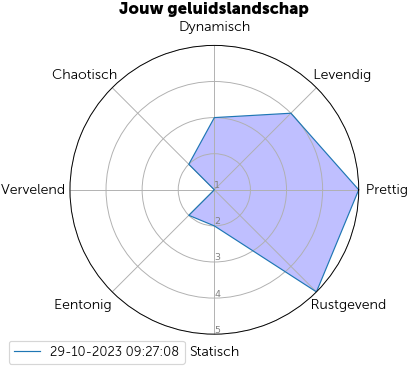 Jouw geluidslandschap
Dynamisch
Chaotisch
Levendig
Vervelend
1
Prettig
2
3
4
Eentonig
Rustgevend
5
29-10-2023 09:27:08
Statisch